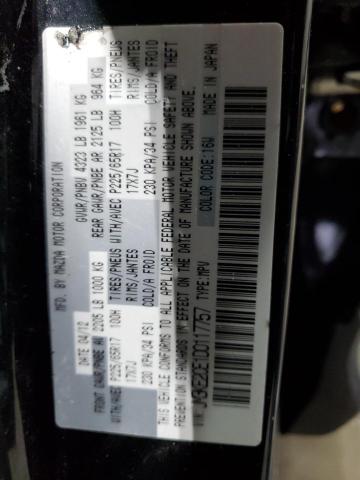 MFD. BY MAZDA MOTOR CORPORATION
DATE 04/12 GVWR/PNBV 4323 LB 1961 KG
FRONT GAWR/PNBE AV 2205 LB 1000 KG REAR GAWR/PNBE AR 2125 LB 964 KG
WITH/AVEC P225/65R17 100H TIRES/PNEUS WITH/AVEC P225/65R17 100H TIRES/PNEUS
17X7J RIMS/JANTES 17X7J RIMS/JANTES
230 KPA/34 PSI COLD/A FROID 230 KPA/34 PSI COLD/A FROID
THIS VEHICLE CONFORMS TO ALL APPLICABLE FEDERAL MOTOR VEHICLE SAFETY AND THEFT
PREVENTION STANDARDS IN EFFECT ON THE DATE OF MANUFACTURE SHOWN ABOVE.
TYPE: MPV COLOR CODE: 16W MADE IN JAPAN